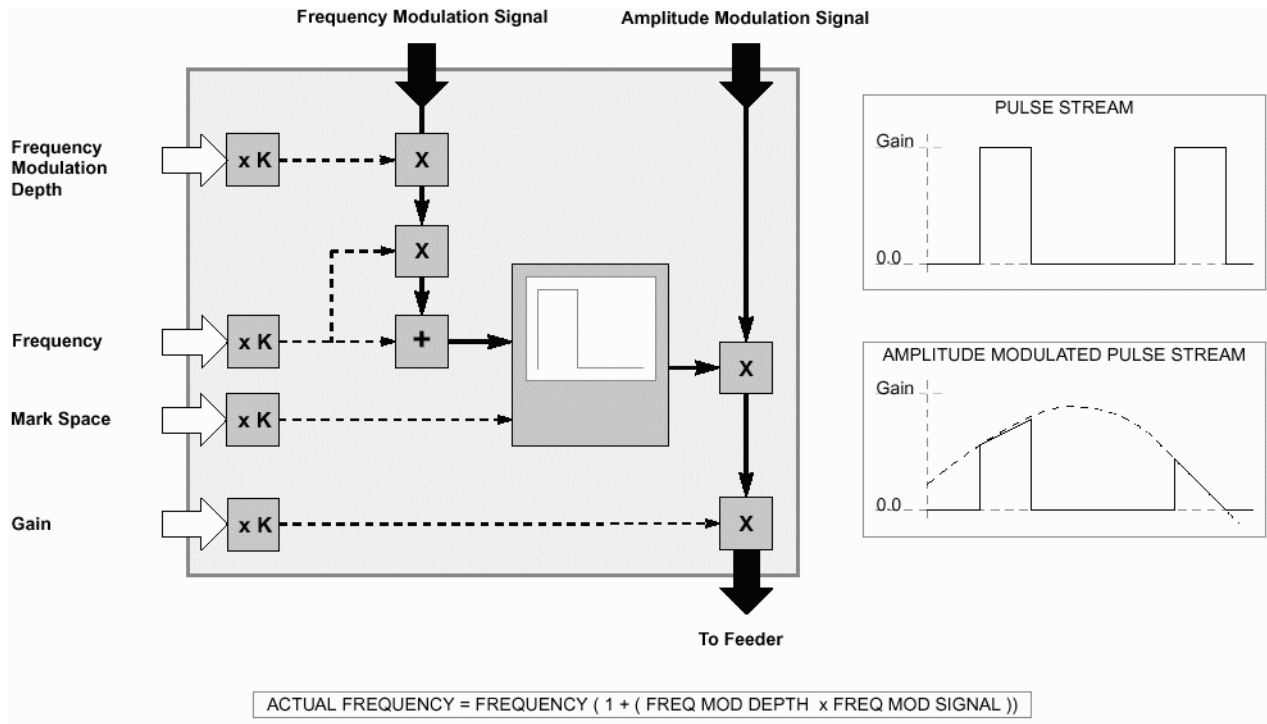 Frequency Modulation Signal
Amplitude Modulation Signal
Frequency
Modulation
Depth
x K
X
X
Frequency
x K
+
X
Mark Space
x K
Gain
x K
X
To Feeder
PULSE STREAM
Gain
0.0
AMPLITUDE MODULATED PULSE STREAM
Gain
0.0
ACTUAL FREQUENCY = FREQUENCY ( 1 + ( FREQ MOD DEPTH x FREQ MOD SIGNAL ))